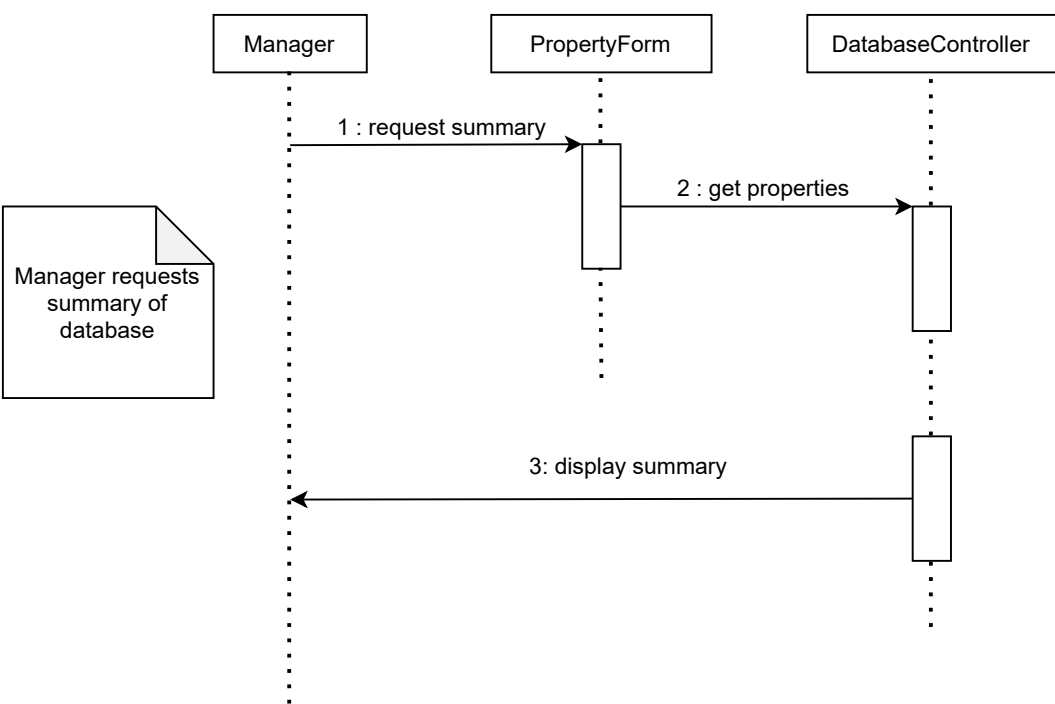 Manager
PropertyForm
DatabaseController
1 : request summary
2 : get properties
Manager requests
summary of
database
3: display summary